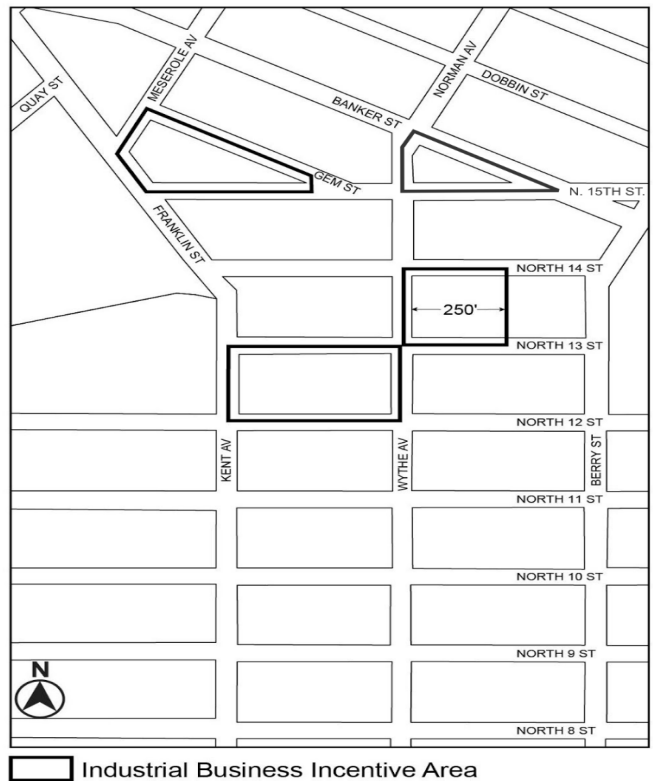 MESEROLE AV
NORMAN AV
QUAY ST
DOBBIN ST
BANKER ST
GEM ST
N. 15TH ST.
FRANKLIN ST
NORTH 14 ST
250'
NORTH 13 ST
NORTH 12 ST
KENT AV
WYTHE AV
BERRY ST
NORTH 11 ST
NORTH 10 ST
NORTH 9 ST
N
NORTH 8 ST
Industrial Business Incentive Area